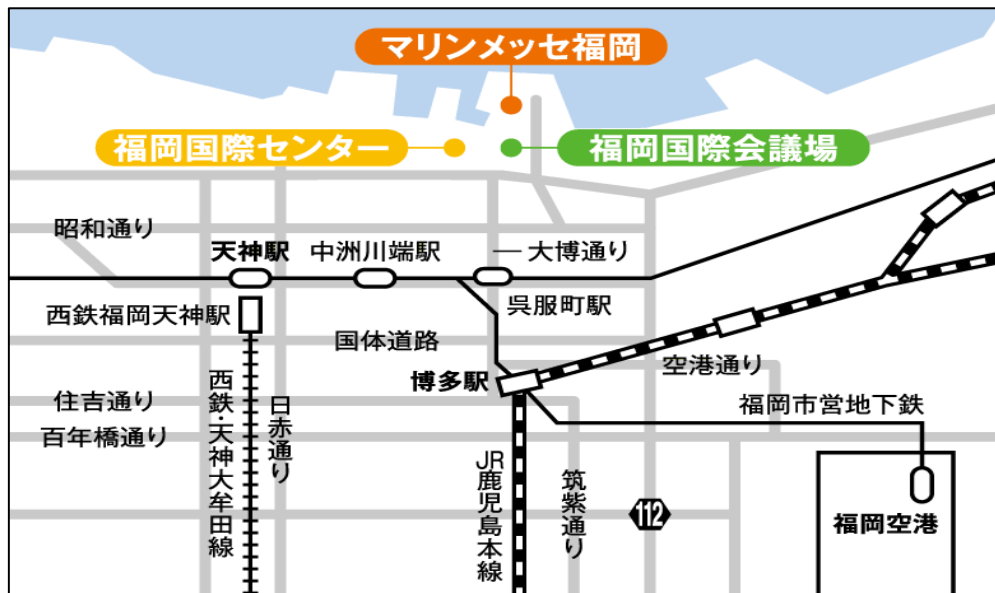 マリンメッセ福岡
福岡国際センター
福岡国際会議場
昭和通り
天神駅
中洲川端駅
大博通り
西鉄福岡天神駅
呉服町駅
国体道路
空港通り
博多駅
住吉通り
百年橋通り
西鉄・天神大牟田線
日赤通り
福岡市営地下鉄
JR鹿児島本線
筑紫通り
112
福岡空港